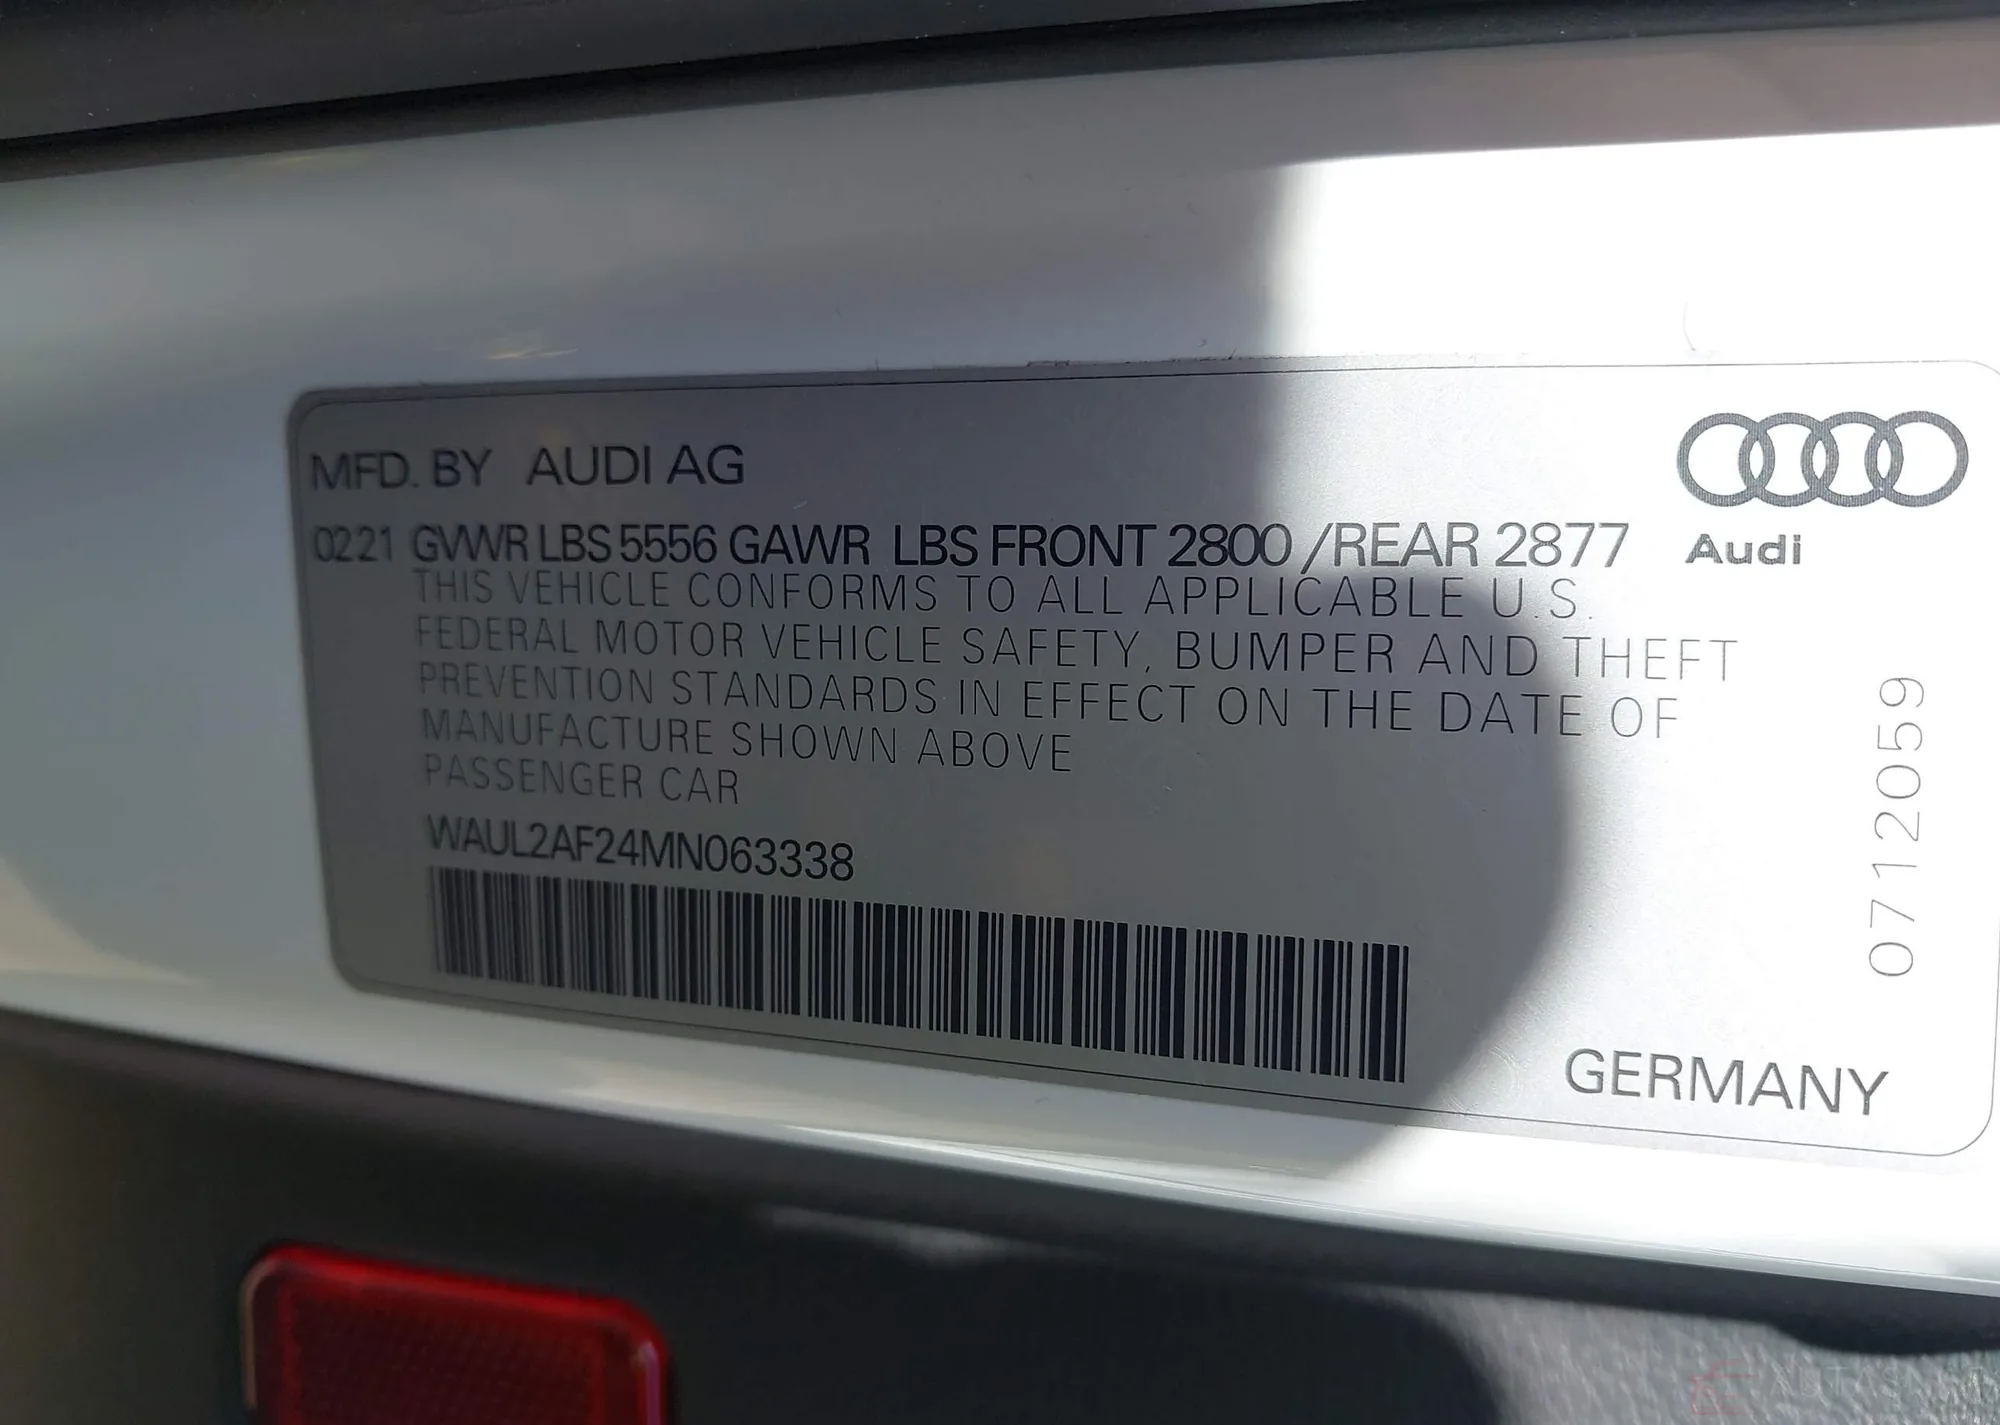 MFD. BY AUDI AG
0221 GVWR LBS 5556 GAWR LBS FRONT 2800 /REAR 2877
Audi
THIS VEHICLE CONFORMS TO ALL APPLICABLE U.S.
FEDERAL MOTOR VEHICLE SAFETY, BUMPER AND THEFT
PREVENTION STANDARDS IN EFFECT ON THE DATE OF
MANUFACTURE SHOWN ABOVE
PASSENGER CAR
WAUL2AF24MN063338
0712059
GERMANY